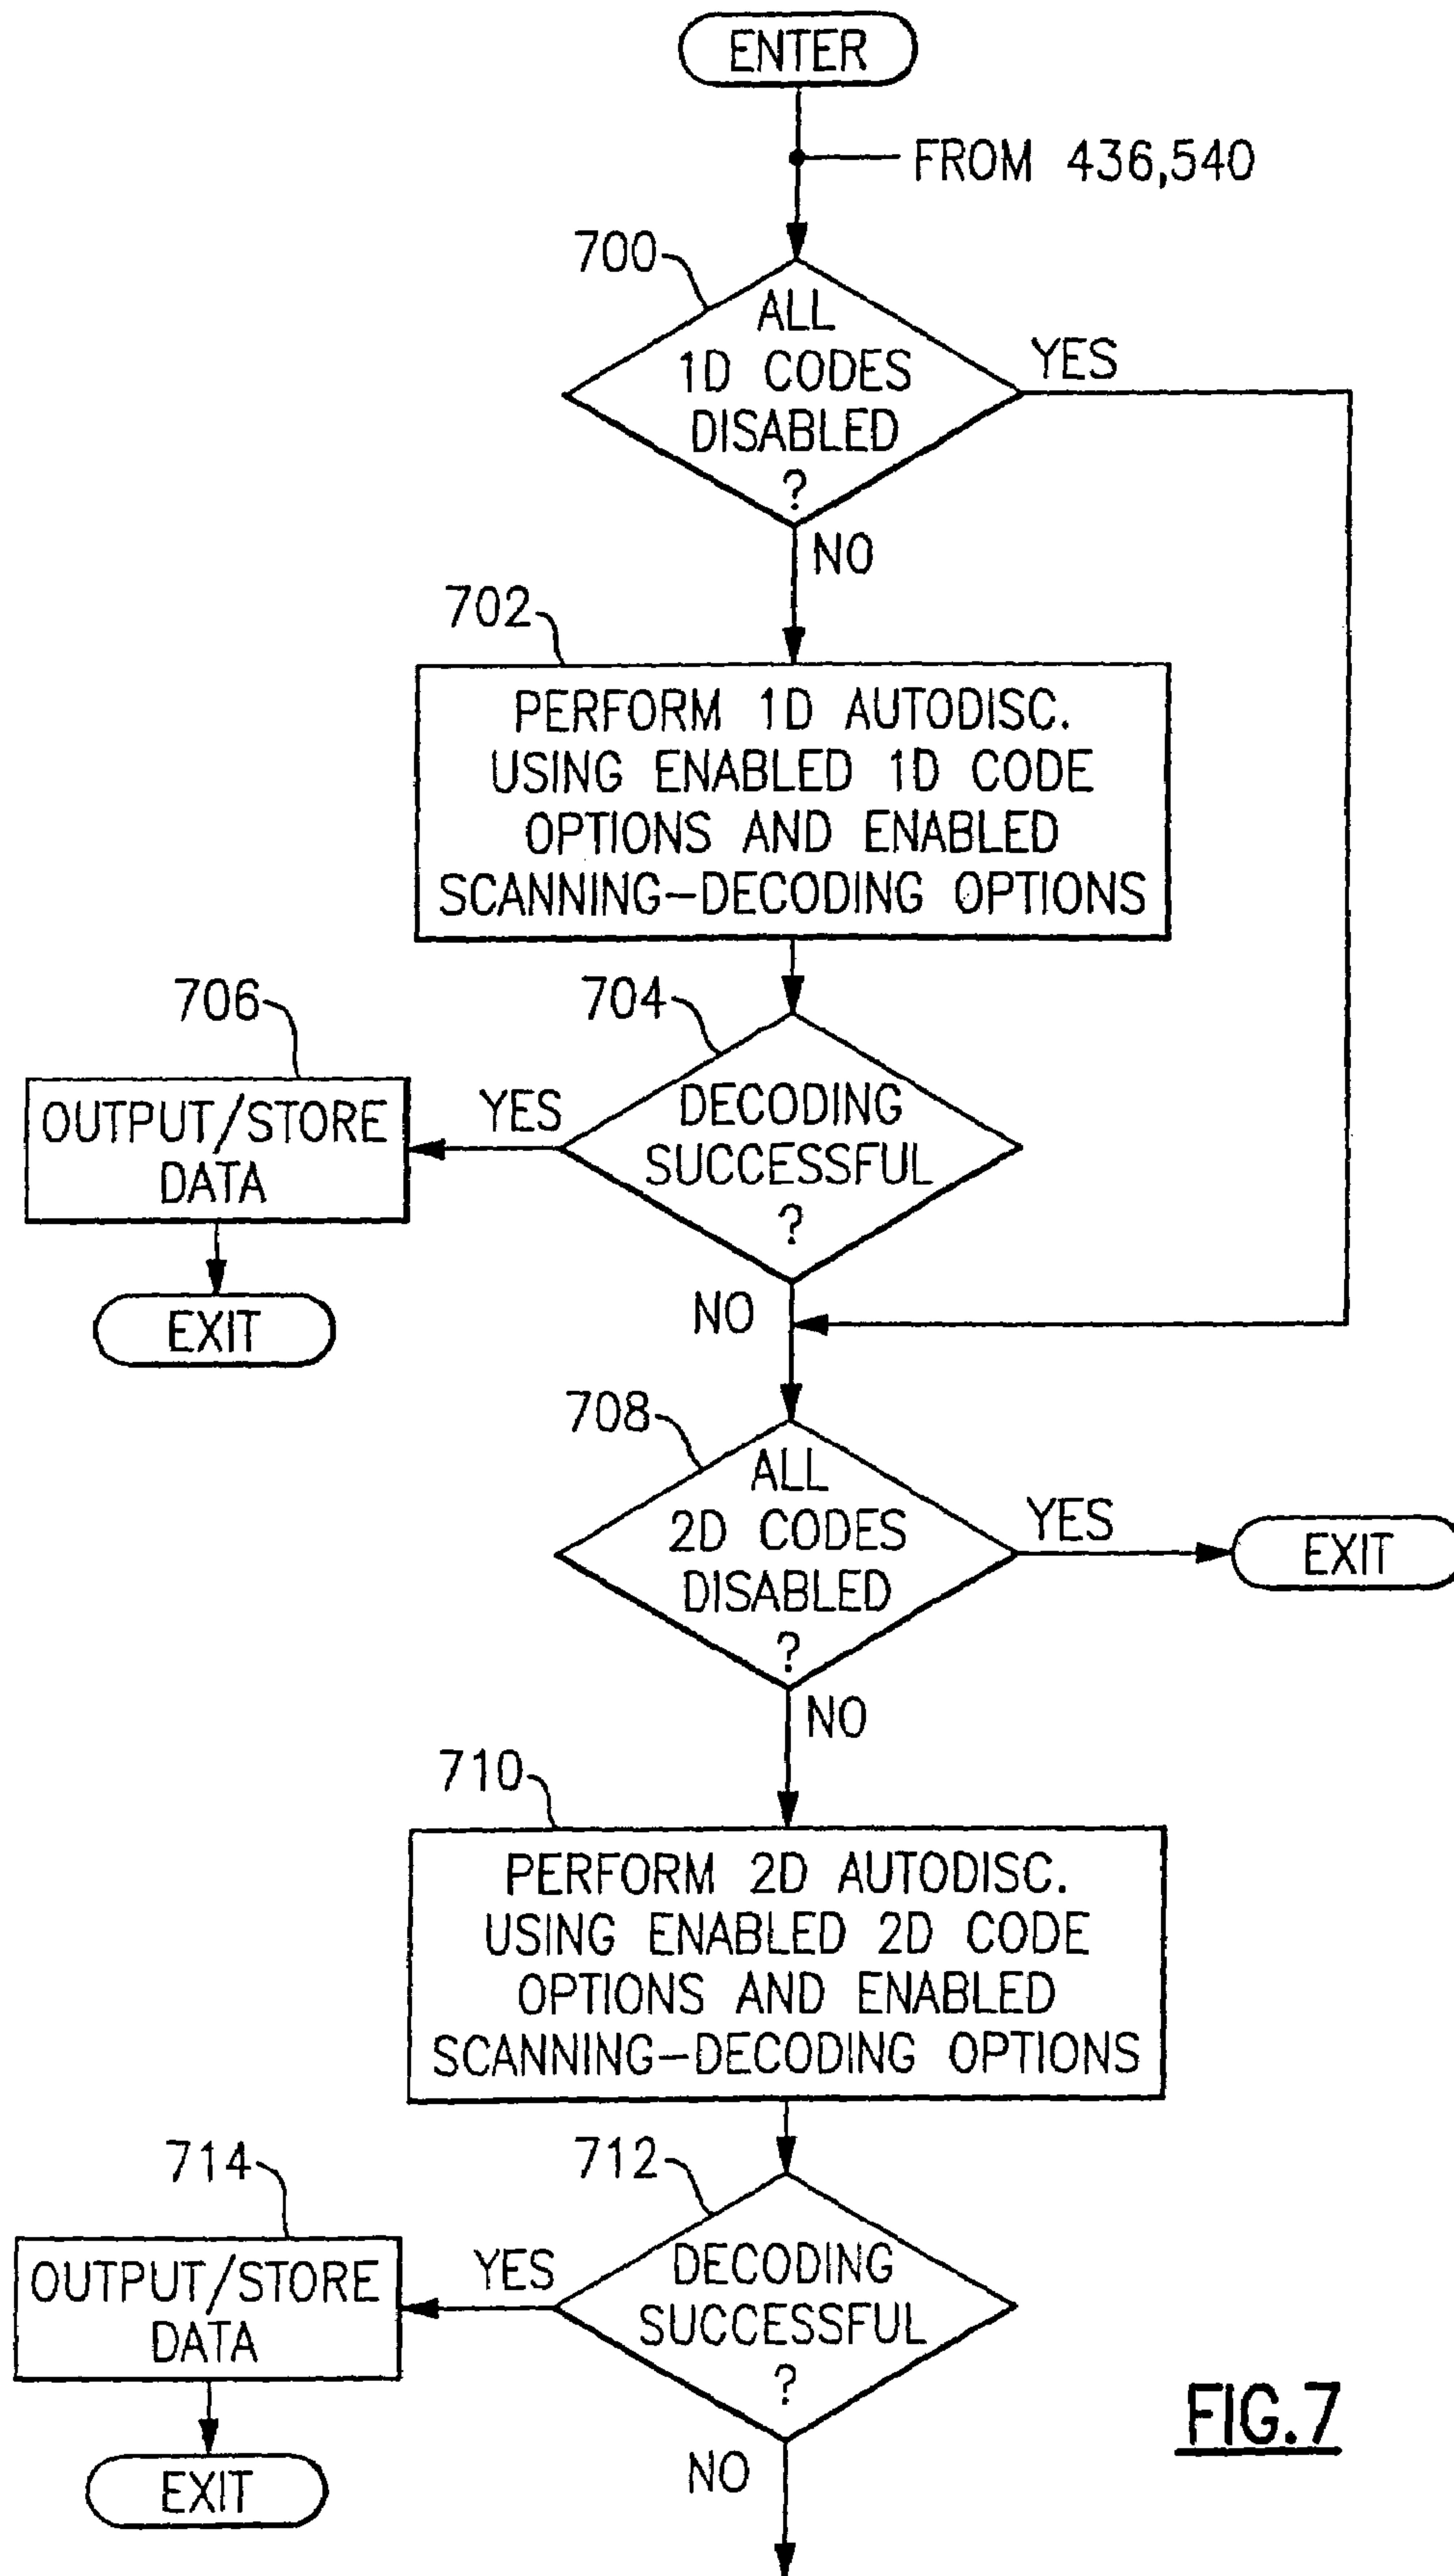 ENTER
FROM 436,540
700
ALL
1D CODES
DISABLED
?
YES
NO
702
PERFORM 1D AUTODISC.
USING ENABLED 1D CODE
OPTIONS AND ENABLED
SCANNING-DECODING OPTIONS
704
706
DECODING
SUCCESSFUL
?
YES
OUTPUT/STORE
DATA
EXIT
NO
708
ALL
2D CODES
DISABLED
?
YES
EXIT
NO
710
PERFORM 2D AUTODISC.
USING ENABLED 2D CODE
OPTIONS AND ENABLED
SCANNING-DECODING OPTIONS
712
714
DECODING
SUCCESSFUL
?
YES
OUTPUT/STORE
DATA
EXIT
NO
FIG.7